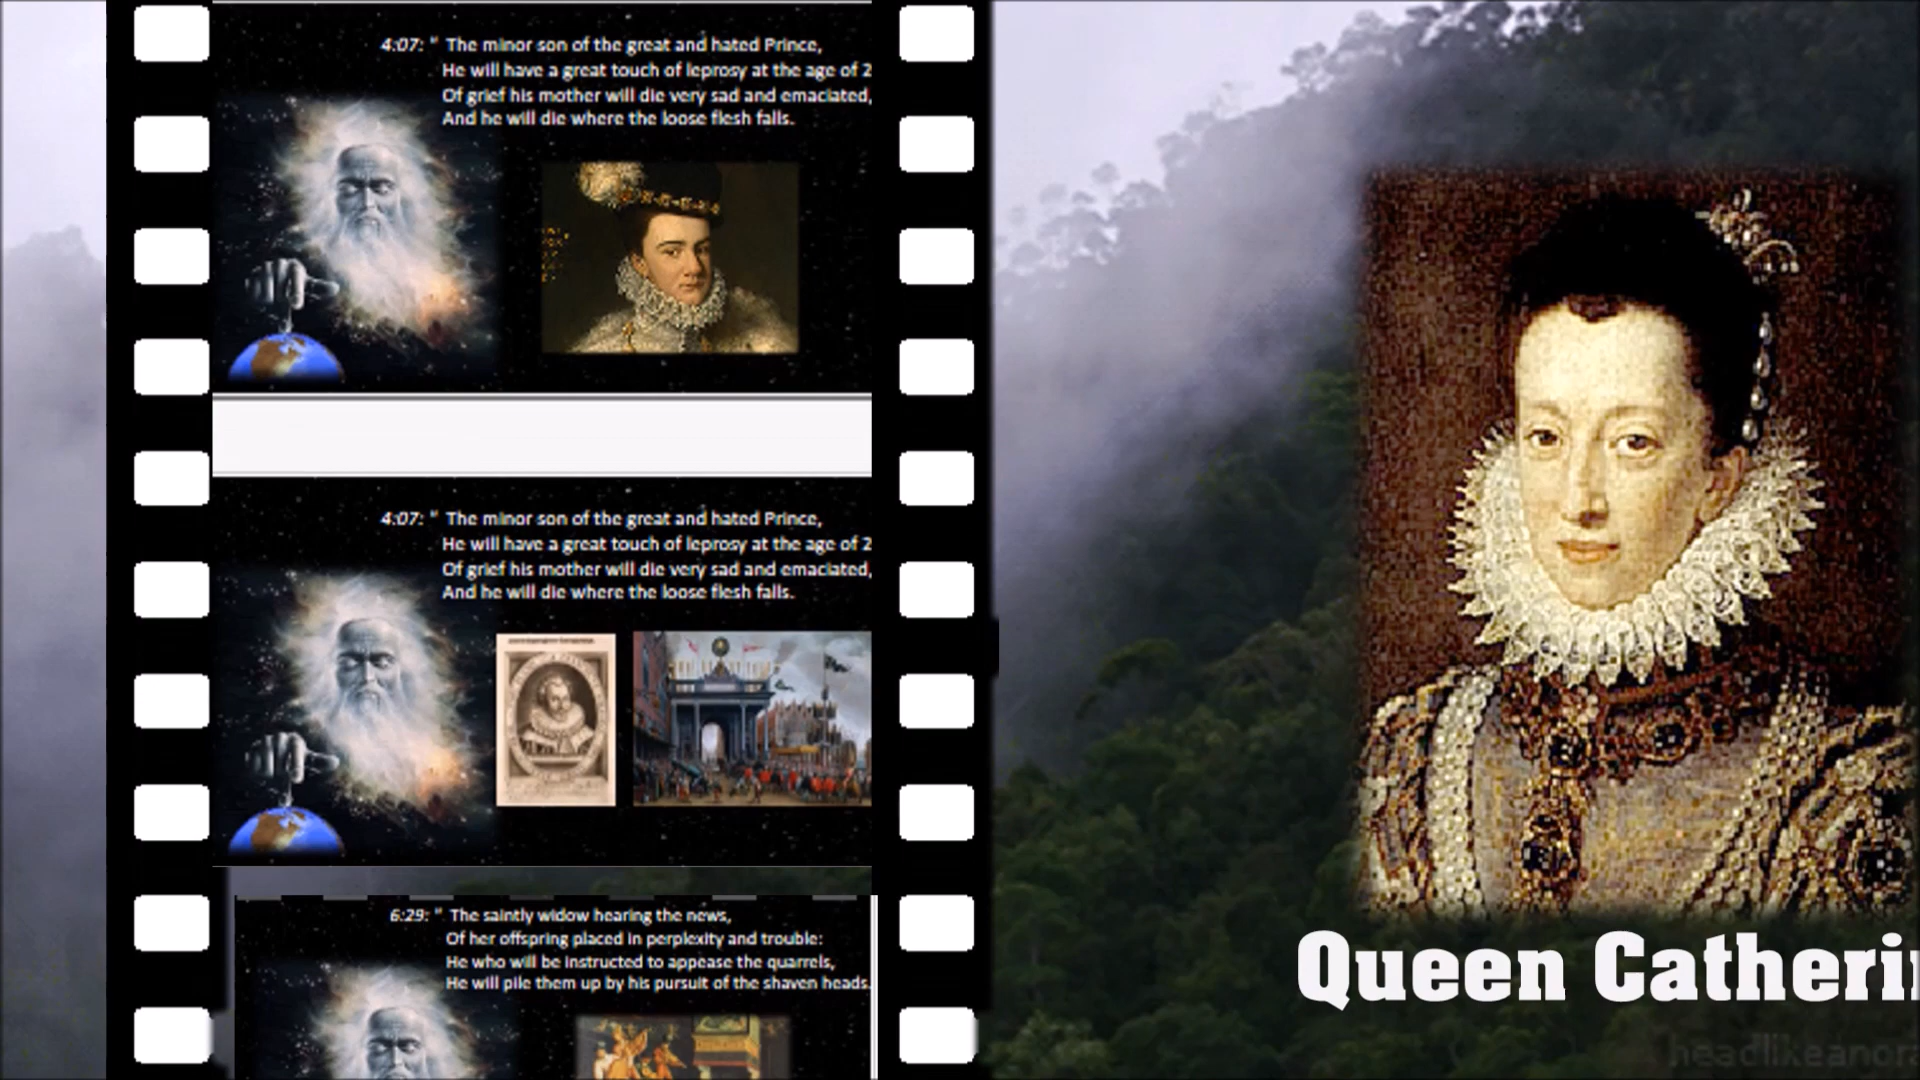 4:07: " The minor son of the great and hated Prince,
He will have a great touch of leprosy at the age of 2
Of grief his mother will die very sad and emaciated,
And he will die where the loose flesh falls.
4:07: " The minor son of the great and hated Prince,
He will have a great touch of leprosy at the age of 2
Of grief his mother will die very sad and emaciated,
And he will die where the loose flesh falls.
6:29: " The saintly widow hearing the news,
Of her offspring placed in perplexity and trouble:
He who will be instructed to appease the quarrels,
He will pile them up by his pursuit of the shaven heads.
Queen Catheri
headlikeanora